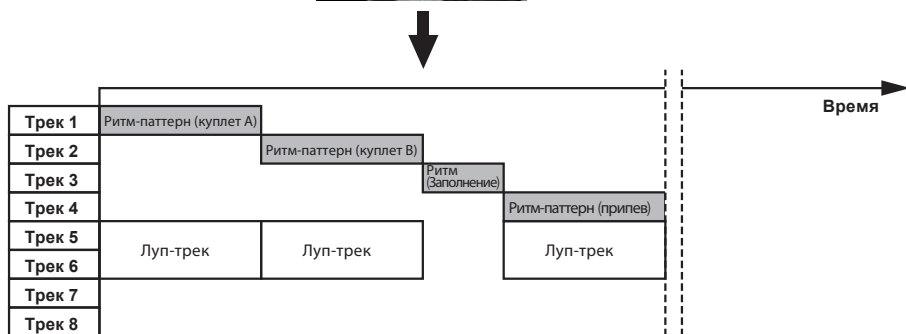 Время
Трек 1
Ритм-паттерн (куплет А)
Трек 2
Ритм-паттерн (куплет В)
Трек 3
Ритм
(Заполнение)
Трек 4
Ритм-паттерн (припев)
Трек 5
Луп-трек
Луп-трек
Луп-трек
Трек 6
Трек 7
Трек 8